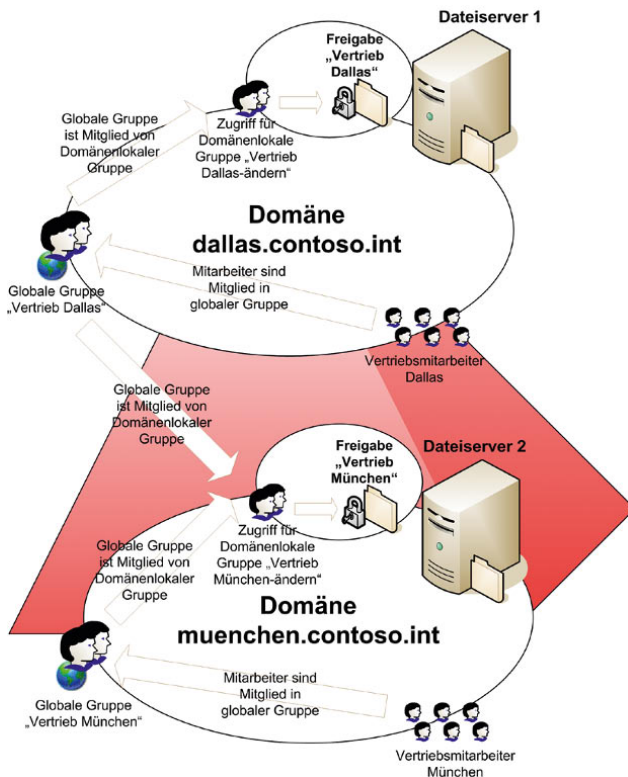 Dateiserver 1
Freigabe
„Vertrieb
Dallas“
Globale Gruppe
ist Mitglied von
Domänenlokaler
Gruppe
Zugriff für
Domänenlokale
Gruppe „Vertrieb
Dallas-ändern“
Domäne
dallas.contoso.int
Globale Gruppe
„Vertrieb Dallas“
Mitarbeiter sind
Mitglied in
globaler Gruppe
Vertriebsmitarbeiter
Dallas
Globale Gruppe
ist Mitglied von
Domänenlokaler
Gruppe
Freigabe
„Vertrieb
München“
Dateiserver 2
Globale Gruppe
ist Mitglied von
Domänenlokaler
Gruppe
Zugriff für
Domänenlokale
Gruppe „Vertrieb
München-ändern“
Domäne
muenchen.contoso.int
Globale Gruppe
„Vertrieb München“
Mitarbeiter sind
Mitglied in
globaler Gruppe
Vertriebsmitarbeiter
München